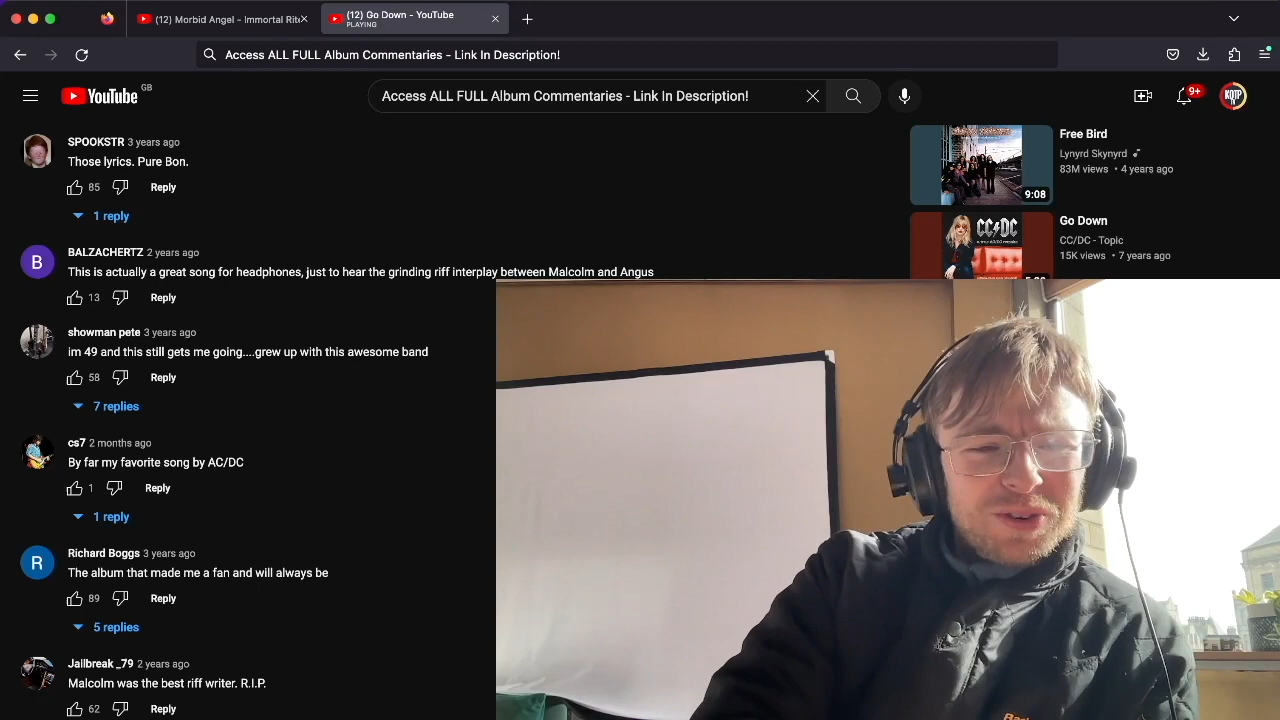 (12) Morbid Angel - Immortal Rite
(12) Go Down - YouTube
PLAYING
Access ALL FULL Album Commentaries - Link In Description!
YouTube GB
Access ALL FULL Album Commentaries - Link In Description!
9+
SPOOKSTR 3 years ago
Those lyrics. Pure Bon.
85 Reply
1 reply
B
BALZACHERTZ 2 years ago
This is actually a great song for headphones, just to hear the grinding riff interplay between Malcolm and Angus
13 Reply
showman pete 3 years ago
im 49 and this still gets me going....grew up with this awesome band
58 Reply
7 replies
cs7 2 months ago
By far my favorite song by AC/DC
1 Reply
1 reply
R
Richard Boggs 3 years ago
The album that made me a fan and will always be
89 Reply
5 replies
Jailbreak _79 2 years ago
Malcolm was the best riff writer. R.I.P.
62 Reply
9:08
Free Bird
Lynyrd Skynyrd
83M views • 4 years ago
CC/DC
Go Down
CC/DC - Topic
15K views • 7 years ago